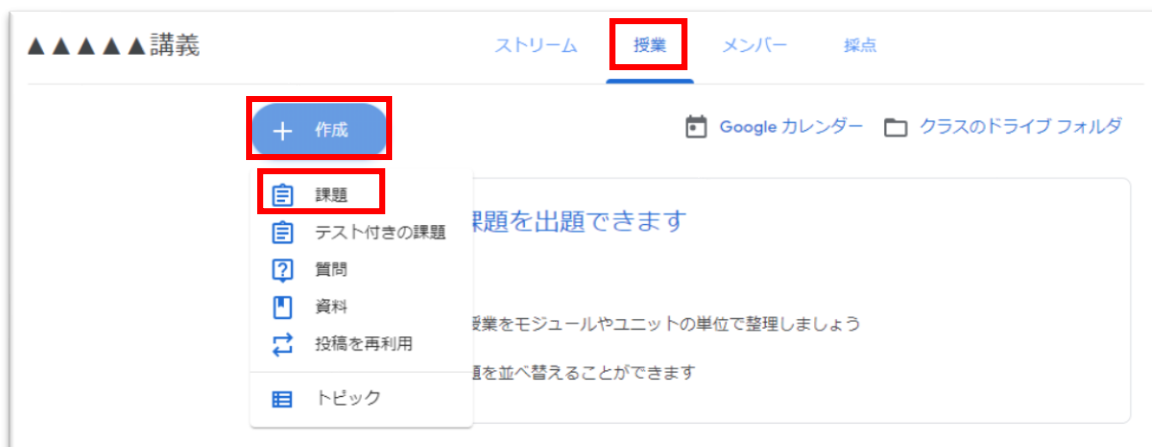 ▲▲▲▲▲講義
ストリーム 授業 メンバー 採点
+ 作成
Google カレンダー クラスのドライブ フォルダ
課題
テスト付きの課題
質問
資料
投稿を再利用
トピック
課題を出題できます
授業をモジュールやユニットの単位で整理しましょう
題を並べ替えることができます